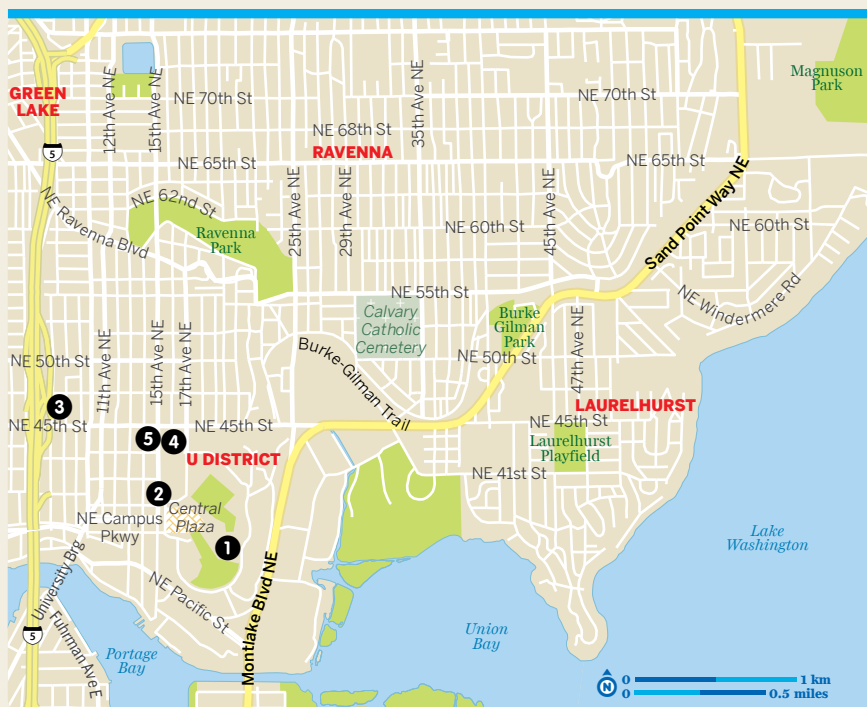 Magnuson
Park
GREEN
LAKE
12th Ave NE
15th Ave NE
35th Ave NE
NE 70th St
NE 70th St
NE 68th St
RAVENNA
5
NE 65th St
NE 65th St
NE 62nd St
NE Ravenna Blvd
Ravenna
Park
25th Ave NE
29th Ave NE
45th Ave NE
NE 60th St
Sand Point Way NE
NE 60th St
NE 55th St
NE Windermere Rd
Calvary
Catholic
Cemetery
Burke
Gilman
Park
NE 50th St
NE 50th St
11th Ave NE
15th Ave NE
17th Ave NE
Burke-Gilman Trail
47th Ave NE
3
LAURELHURST
NE 45th St
NE 45th St
NE 45th St
5
4
U DISTRICT
Laurelhurst
Playfield
NE 41st St
2
Central
Plaza
NE Campus
Pkwy
1
Lake
Washington
University Brg
NE Pacific St
Montlake Blvd NE
5
Fuhrman Ave E
Portage
Bay
Union
Bay
N
0
1 km
0
0.5 miles